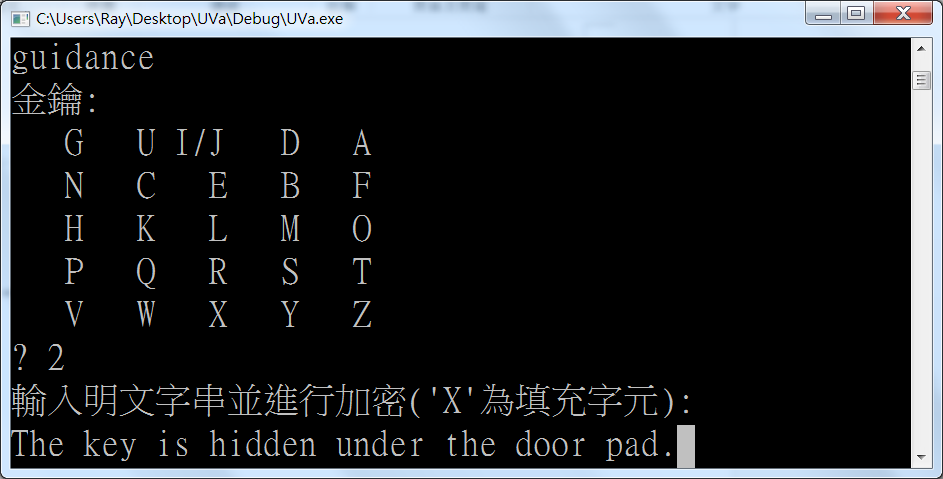 C:\Users\Ray\Desktop\UVa\Debug\UVa.exe
guidance
金鑰:
G U I/J D A
N C E B F
H K L M O
P Q R S T
V W X Y Z
? 2
輸入明文字串並進行加密('X'為填充字元):
The key is hidden under the door pad.